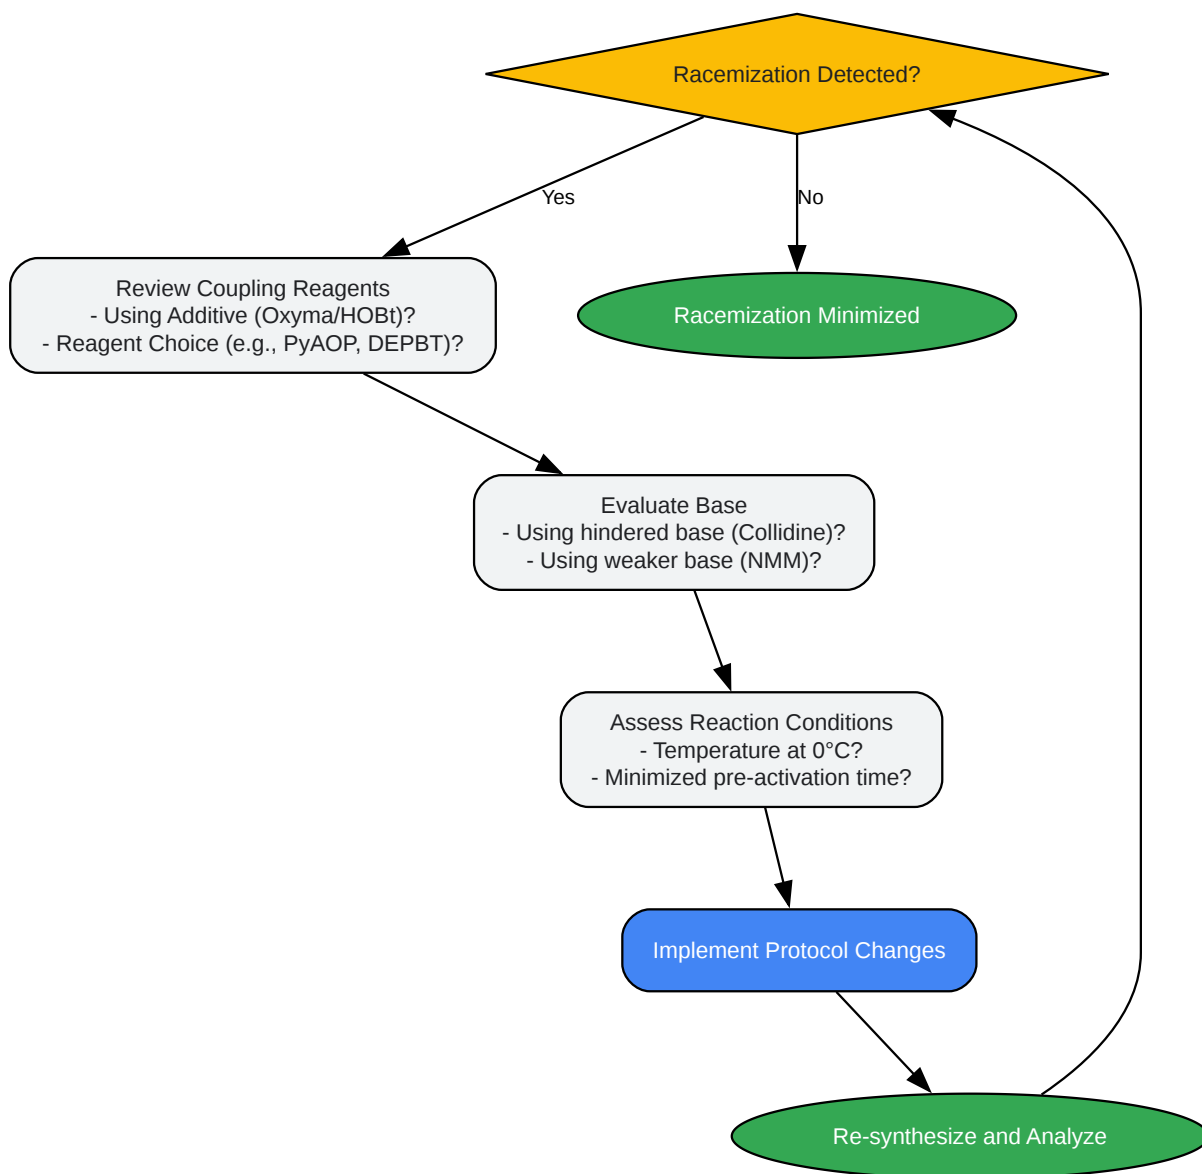 Racemization Detected?
Yes
No
Review Coupling Reagents
- Using Additive (Oxyma/HOBt)?
- Reagent Choice (e.g., PyAOP, DEPBT)?
Racemization Minimized
Evaluate Base
- Using hindered base (Collidine)?
- Using weaker base (NMM)?
Assess Reaction Conditions
- Temperature at 0°C?
- Minimized pre-activation time?
Implement Protocol Changes
Re-synthesize and Analyze